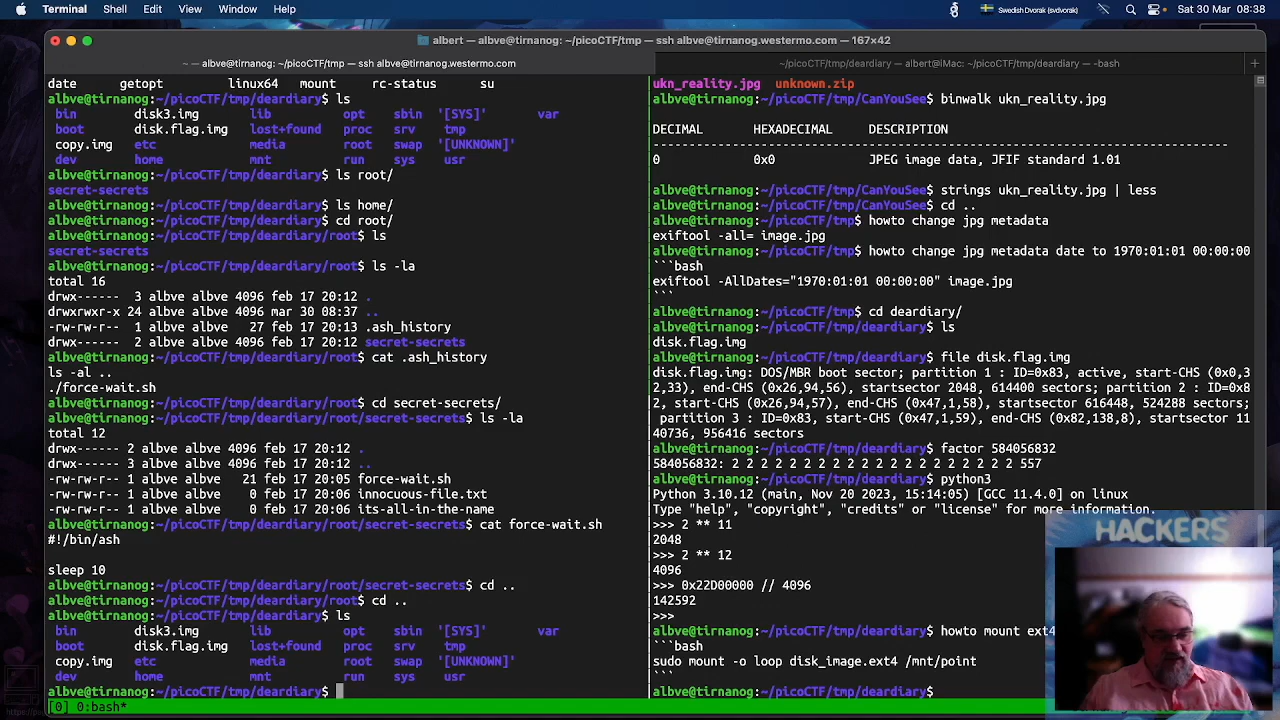 Terminal Shell Edit View Window Help
Swedish Dvorak (svdvorak) Sat 30 Mar 08:38
albert — albve@tirnanog: ~/picoCTF/tmp — ssh albve@tirnanog.westermo.com — 167×42
~ — albve@tirnanog: ~/picoCTF/tmp — ssh albve@tirnanog.westermo.com
~/picoCTF/tmp/deardiary — albert@iMac: ~/picoCTF/tmp/deardiary — -bash +
date getopt linux64 mount rc-status su
albve@tirnanog:~/picoCTF/tmp/deardiary$ ls
bin disk3.img lib opt sbin '[SYS]' var
boot disk.flag.img lost+found proc srv tmp
copy.img etc media root swap '[UNKNOWN]'
dev home mnt run sys usr
albve@tirnanog:~/picoCTF/tmp/deardiary$ ls root/
secret-secrets
albve@tirnanog:~/picoCTF/tmp/deardiary$ ls home/
albve@tirnanog:~/picoCTF/tmp/deardiary$ cd root/
albve@tirnanog:~/picoCTF/tmp/deardiary/root$ ls
secret-secrets
albve@tirnanog:~/picoCTF/tmp/deardiary/root$ ls -la
total 16
drwx------ 3 albve albve 4096 feb 17 20:12 .
drwxrwxr-x 24 albve albve 4096 mar 30 08:37 ..
-rw-rw-r-- 1 albve albve 27 feb 17 20:13 .ash_history
drwx------ 2 albve albve 4096 feb 17 20:12 secret-secrets
albve@tirnanog:~/picoCTF/tmp/deardiary/root$ cat .ash_history
ls -al ..
./force-wait.sh
albve@tirnanog:~/picoCTF/tmp/deardiary/root$ cd secret-secrets/
albve@tirnanog:~/picoCTF/tmp/deardiary/root/secret-secrets$ ls -la
total 12
drwx------ 2 albve albve 4096 feb 17 20:12 .
drwx------ 3 albve albve 4096 feb 17 20:12 ..
-rw-rw-r-- 1 albve albve 21 feb 17 20:05 force-wait.sh
-rw-rw-r-- 1 albve albve 0 feb 17 20:06 innocuous-file.txt
-rw-rw-r-- 1 albve albve 0 feb 17 20:06 its-all-in-the-name
albve@tirnanog:~/picoCTF/tmp/deardiary/root/secret-secrets$ cat force-wait.sh
#!/bin/ash
sleep 10
albve@tirnanog:~/picoCTF/tmp/deardiary/root/secret-secrets$ cd ..
albve@tirnanog:~/picoCTF/tmp/deardiary/root$ cd ..
albve@tirnanog:~/picoCTF/tmp/deardiary$ ls
bin disk3.img lib opt sbin '[SYS]' var
boot disk.flag.img lost+found proc srv tmp
copy.img etc media root swap '[UNKNOWN]'
dev home mnt run sys usr
albve@tirnanog:~/picoCTF/tmp/deardiary$
[0] 0:bash*
ukn_reality.jpg unknown.zip
albve@tirnanog:~/picoCTF/tmp/CanYouSee$ binwalk ukn_reality.jpg
DECIMAL HEXADECIMAL DESCRIPTION
--------------------------------------------------------------------------------
0 0x0 JPEG image data, JFIF standard 1.01
albve@tirnanog:~/picoCTF/tmp/CanYouSee$ strings ukn_reality.jpg | less
albve@tirnanog:~/picoCTF/tmp/CanYouSee$ cd ..
albve@tirnanog:~/picoCTF/tmp$ howto change jpg metadata
exiftool -all= image.jpg
albve@tirnanog:~/picoCTF/tmp$ howto change jpg metadata date to 1970:01:01 00:00:00
```bash
exiftool -AllDates="1970:01:01 00:00:00" image.jpg
```
albve@tirnanog:~/picoCTF/tmp$ cd deardiary/
albve@tirnanog:~/picoCTF/tmp/deardiary$ ls
disk.flag.img
albve@tirnanog:~/picoCTF/tmp/deardiary$ file disk.flag.img
disk.flag.img: DOS/MBR boot sector; partition 1 : ID=0x83, active, start-CHS (0x0,3
2,33), end-CHS (0x26,94,56), startsector 2048, 614400 sectors; partition 2 : ID=0x8
2, start-CHS (0x26,94,57), end-CHS (0x47,1,58), startsector 616448, 524288 sectors;
partition 3 : ID=0x83, start-CHS (0x47,1,59), end-CHS (0x82,138,8), startsector 11
40736, 956416 sectors
albve@tirnanog:~/picoCTF/tmp/deardiary$ factor 584056832
584056832: 2 2 2 2 2 2 2 2 2 2 2 2 2 2 2 2 2 2 2 2 557
albve@tirnanog:~/picoCTF/tmp/deardiary$ python3
Python 3.10.12 (main, Nov 20 2023, 15:14:05) [GCC 11.4.0] on linux
Type "help", "copyright", "credits" or "license" for more information.
>>> 2 ** 11
2048
>>> 2 ** 12
4096
>>> 0x22D00000 // 4096
142592
>>>
albve@tirnanog:~/picoCTF/tmp/deardiary$ howto mount ext4
```bash
sudo mount -o loop disk_image.ext4 /mnt/point
```
albve@tirnanog:~/picoCTF/tmp/deardiary$
HACKERS